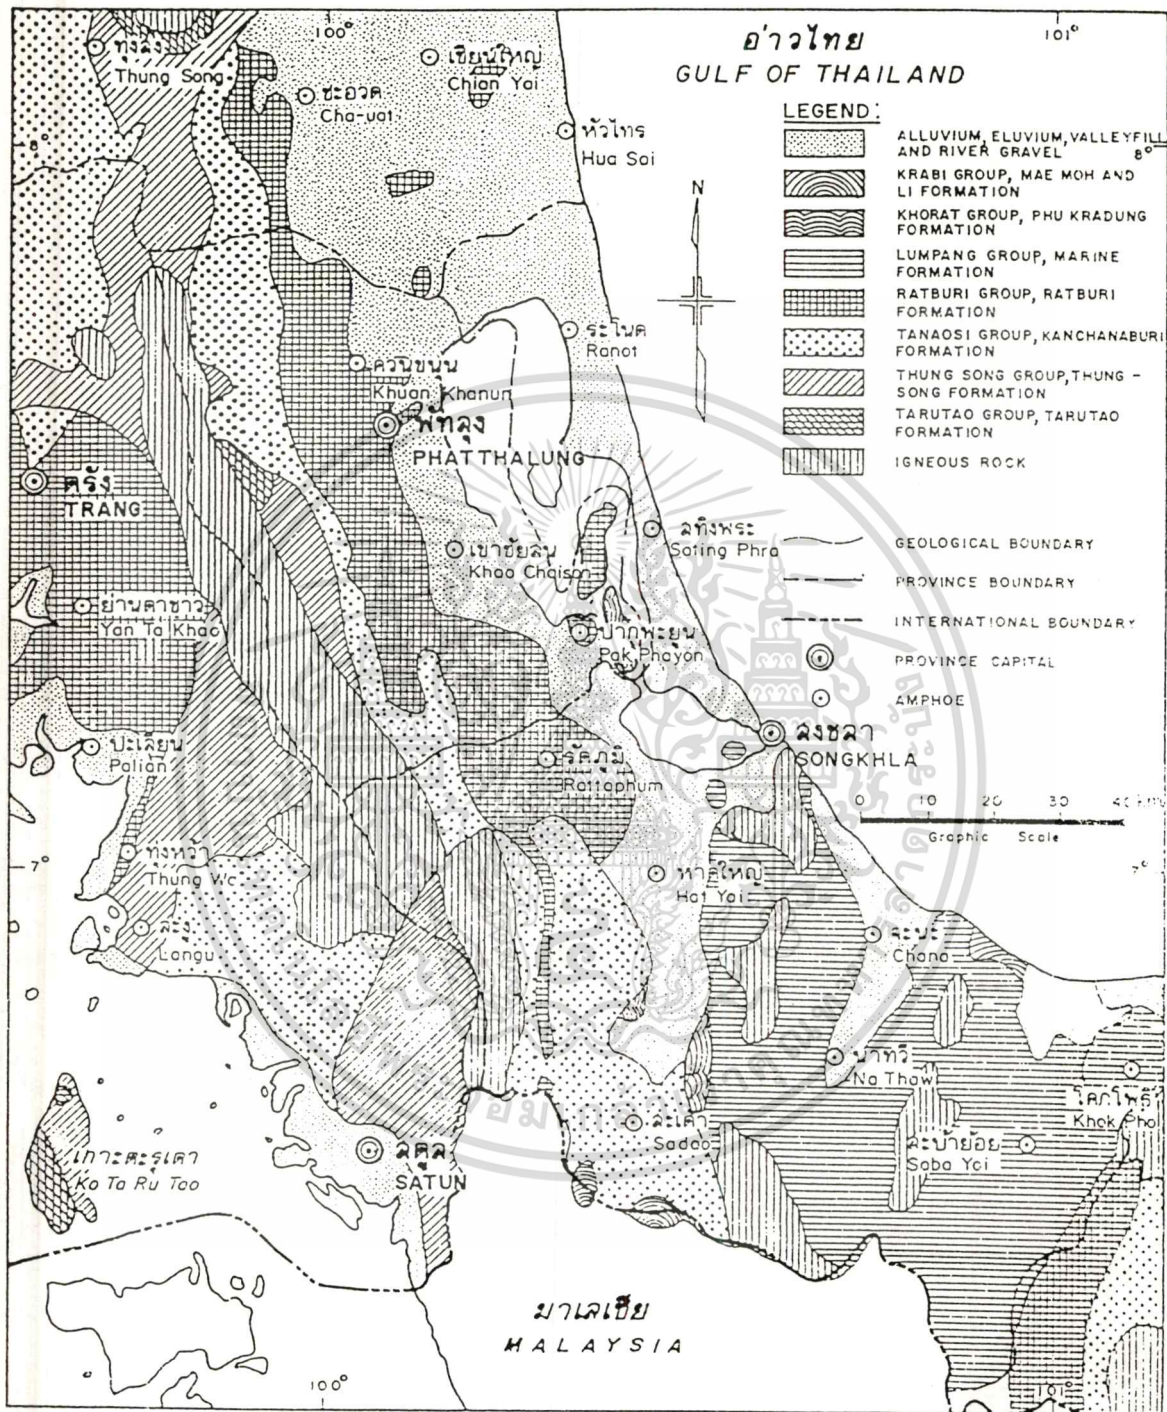 100°
101°
อ่าวไทย
GULF OF THAILAND
ทุ่งสง
Thung Song
เชียรใหญ่
Chian Yai
ชะอวด
Cha-uat
หัวไทร
Hua Sai
8°
8°
LEGEND:
ALLUVIUM, ELUVIUM, VALLEYFILL
AND RIVER GRAVEL
KRABI GROUP, MAE MOH AND
LI FORMATION
KHORAT GROUP, PHU KRADUNG
FORMATION
LUMPANG GROUP, MARINE
FORMATION
RATBURI GROUP, RATBURI
FORMATION
TANAOSI GROUP, KANCHANABURI
FORMATION
THUNG SONG GROUP, THUNG -
SONG FORMATION
TARUTAO GROUP, TARUTAO
FORMATION
IGNEOUS ROCK
N
ระโนด
Ranot
ควนขนุน
Khuan Khanun
พัทลุง
PHATTHALUNG
ตรัง
TRANG
เขาชัยสน
Khao Chaison
สทิงพระ
Sating Phra
GEOLOGICAL BOUNDARY
PROVINCE BOUNDARY
INTERNATIONAL BOUNDARY
PROVINCE CAPITAL
AMPHOE
ย่านตาขาว
Yan Ta Khao
ปากพะยูน
Pak Phayon
ปะเลียน
Palian
รัตภูมิ
Rattaphum
สงขลา
SONGKHLA
0 10 20 30 40 KMS
Graphic Scale
ทุ่งหว้า
Thung Wa
หาดใหญ่
Hat Yai
7°
7°
ละงู
Langu
จะนะ
Chana
นาทวี
Na Thawi
โคกโพธิ์
Khok Pho
สะบ้าย้อย
Saba Yoi
สะเดา
Sadao
สตูล
SATUN
เกาะตะรุเตา
Ko Ta Ru Tao
มาเลเซีย
MALAYSIA
100°
101°